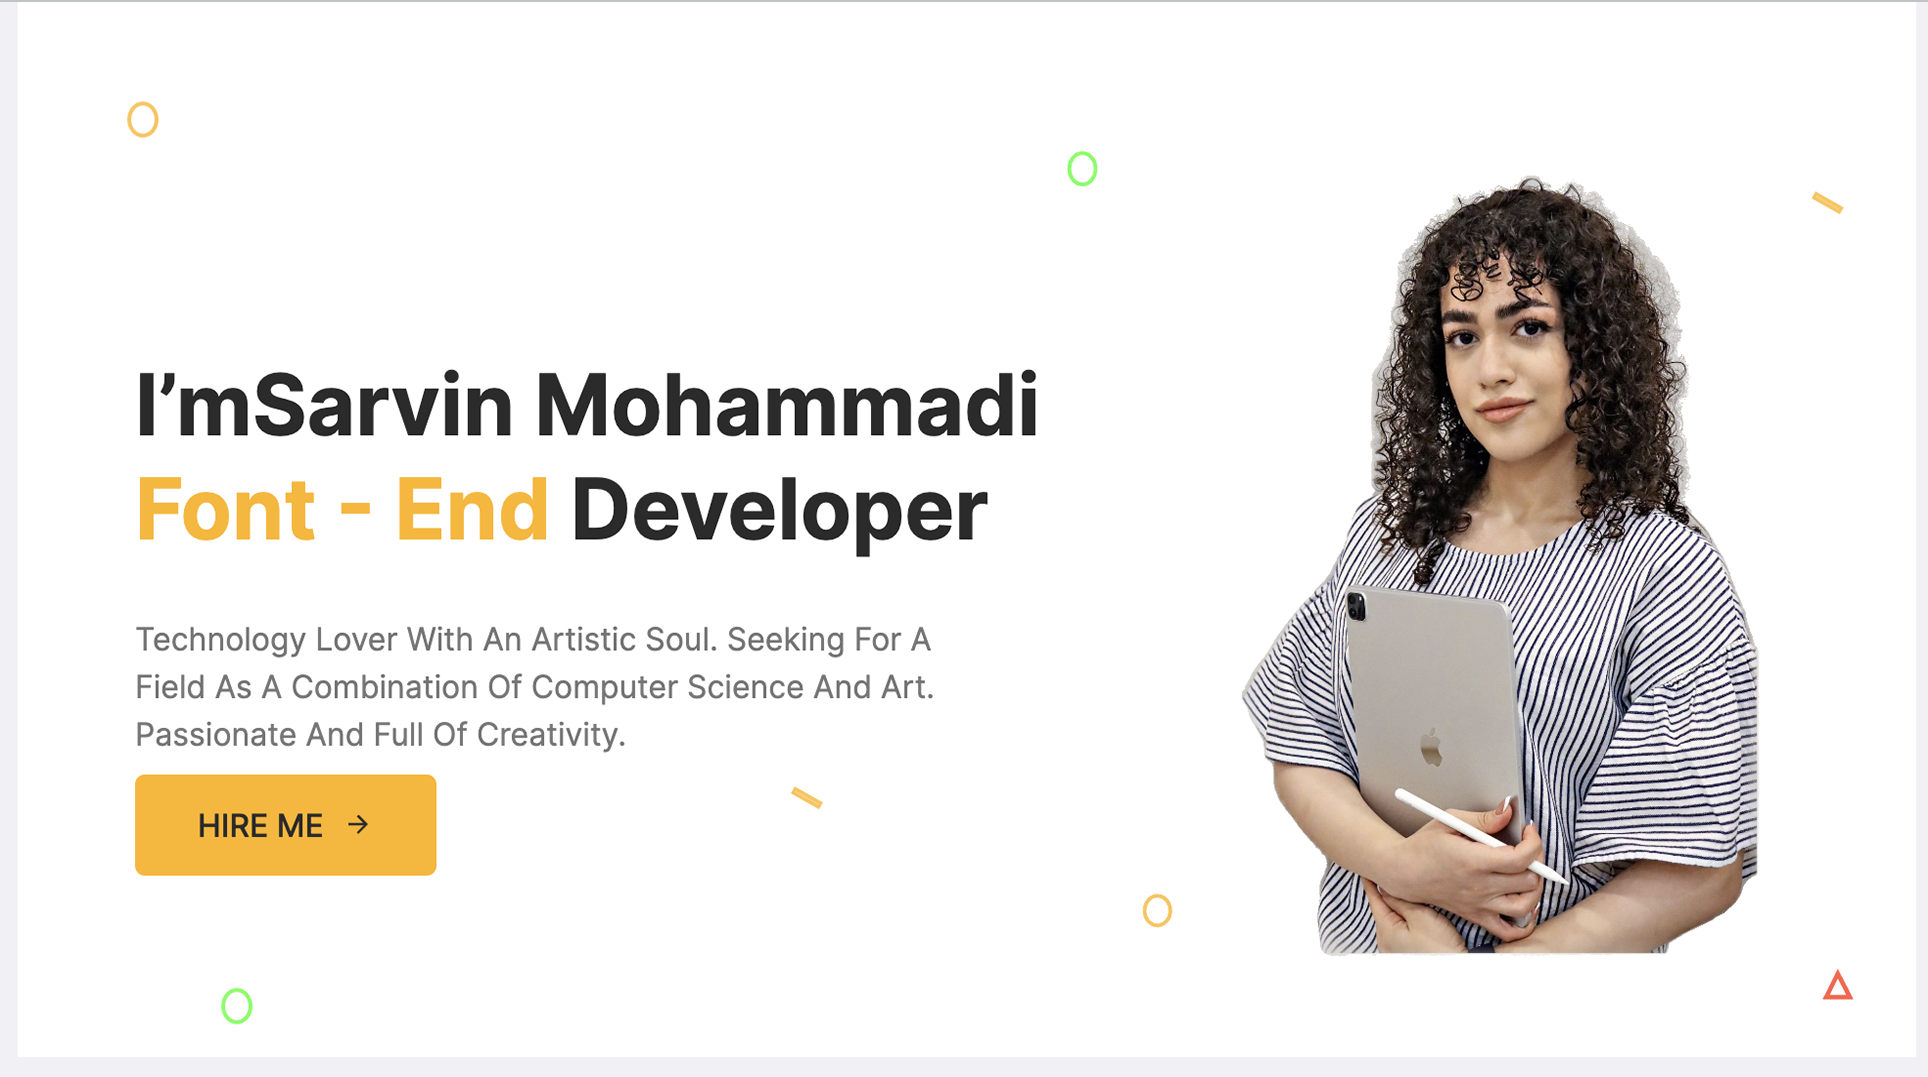 I’mSarvin Mohammadi
Font - End Developer
Technology Lover With An Artistic Soul. Seeking For A
Field As A Combination Of Computer Science And Art.
Passionate And Full Of Creativity.
HIRE ME →